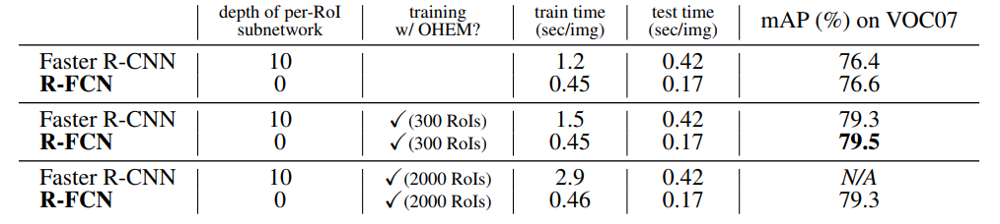 depth of per-RoI subnetwork training w/ OHEM? train time (sec/img) test time (sec/img) mAP (%) on VOC07
Faster R-CNN 10 1.2 0.42 76.4
R-FCN 0 0.45 0.17 76.6
Faster R-CNN 10 ✓(300 RoIs) 1.5 0.42 79.3
R-FCN 0 ✓(300 RoIs) 0.45 0.17 79.5
Faster R-CNN 10 ✓(2000 RoIs) 2.9 0.42 N/A
R-FCN 0 ✓(2000 RoIs) 0.46 0.17 79.3